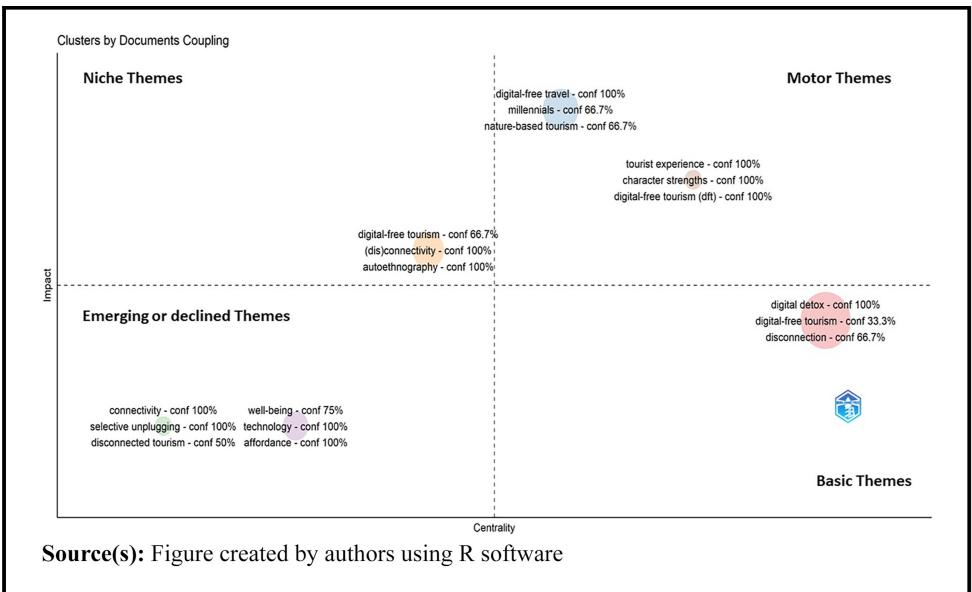 Clusters by Documents Coupling
Niche Themes
Motor Themes
digital-free travel - conf 100%
millennials - conf 66.7%
nature-based tourism - conf 66.7%
tourist experience - conf 100%
character strengths - conf 100%
digital-free tourism (dft) - conf 100%
digital-free tourism - conf 66.7%
(dis)connectivity - conf 100%
autoethnography - conf 100%
Impact
Emerging or declined Themes
digital detox - conf 100%
digital-free tourism - conf 33.3%
disconnection - conf 66.7%
connectivity - conf 100%
selective unplugging - conf 100%
disconnected tourism - conf 50%
well-being - conf 75%
technology - conf 100%
affordance - conf 100%
Basic Themes
Centrality
Source(s): Figure created by authors using R software